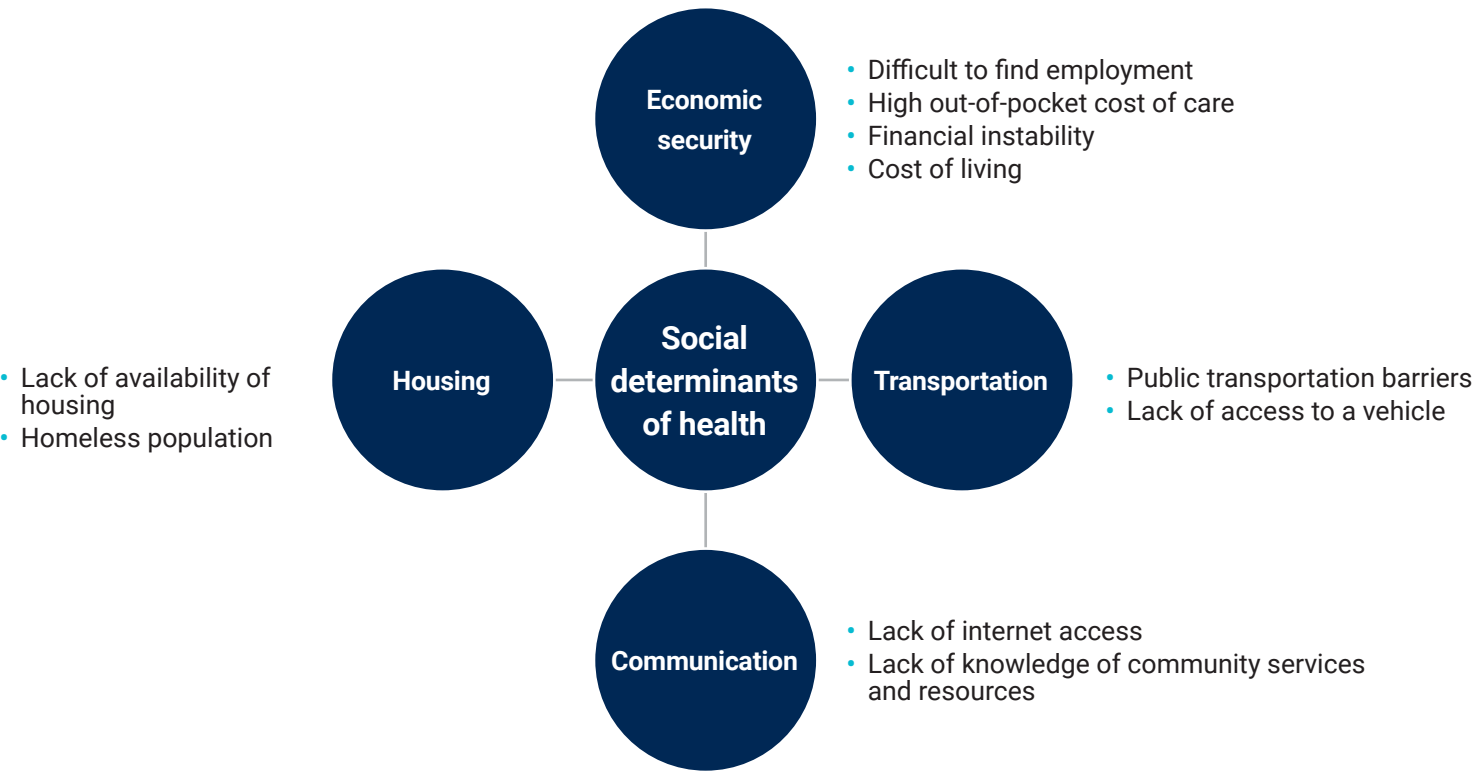 Economic
security
• Difficult to find employment
• High out-of-pocket cost of care
• Financial instability
• Cost of living
• Lack of availability of
housing
• Homeless population
Housing
Social
determinants
of health
Transportation
• Public transportation barriers
• Lack of access to a vehicle
Communication
• Lack of internet access
• Lack of knowledge of community services
and resources